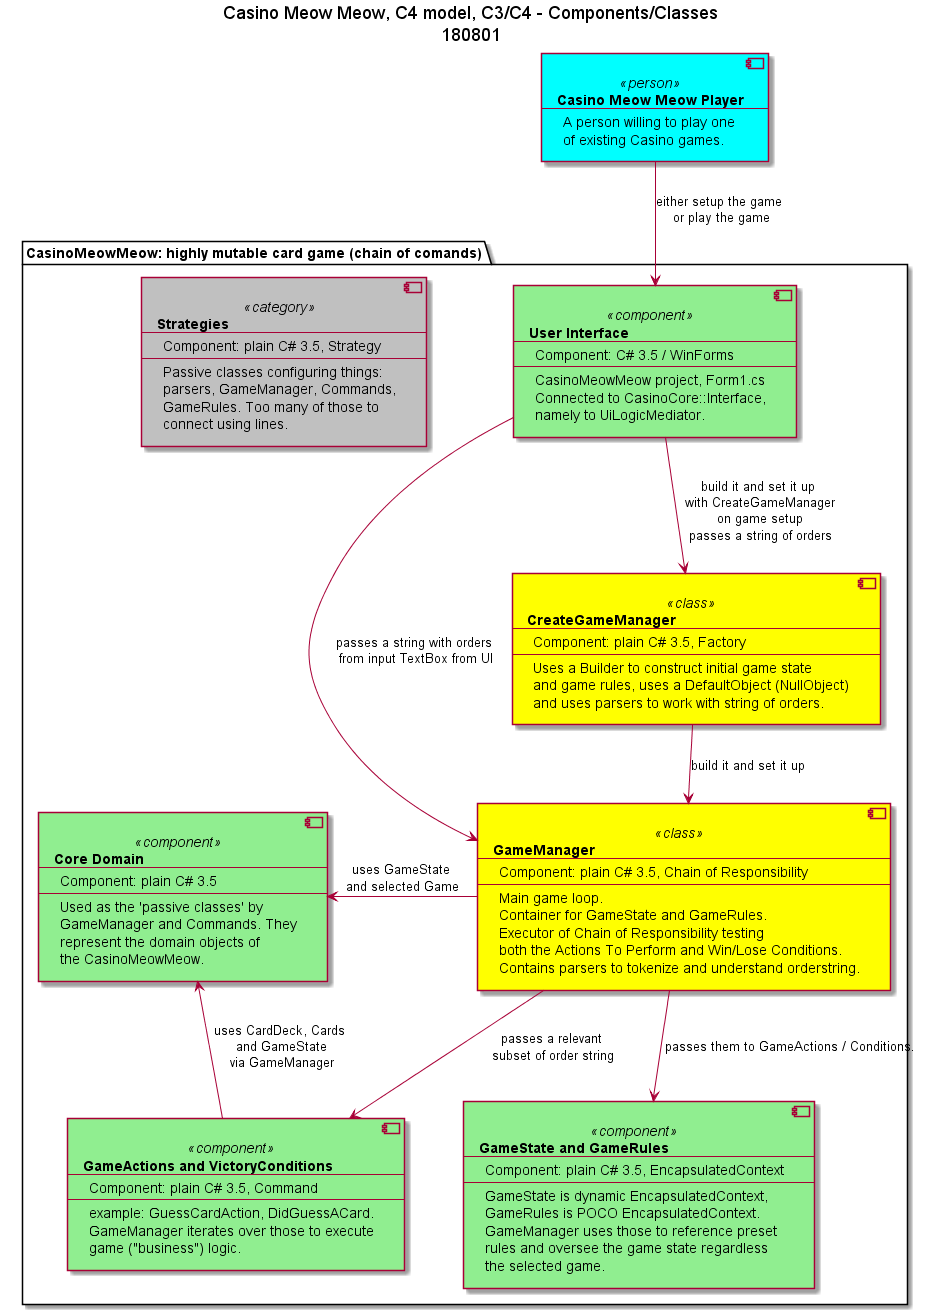 Casino Meow Meow, C4 model, C3/C4 - Components/Classes
180801
«person»
Casino Meow Meow Player
A person willing to play one
of existing Casino games.
either setup the game
or play the game
CasinoMeowMeow: highly mutable card game (chain of comands)
«category»
Strategies
Component: plain C# 3.5, Strategy
Passive classes configuring things:
parsers, GameManager, Commands,
GameRules. Too many of those to
connect using lines.
«component»
User Interface
Component: C# 3.5 / WinForms
CasinoMeowMeow project, Form1.cs
Connected to CasinoCore::Interface,
namely to UiLogicMediator.
build it and set it up
with CreateGameManager
on game setup
passes a string of orders
«class»
CreateGameManager
Component: plain C# 3.5, Factory
Uses a Builder to construct initial game state
and game rules, uses a DefaultObject (NullObject)
and uses parsers to work with string of orders.
passes a string with orders
from input TextBox from UI
build it and set it up
«component»
Core Domain
Component: plain C# 3.5
Used as the 'passive classes' by
GameManager and Commands. They
represent the domain objects of
the CasinoMeowMeow.
uses GameState
and selected Game
«class»
GameManager
Component: plain C# 3.5, Chain of Responsibility
Main game loop.
Container for GameState and GameRules.
Executor of Chain of Responsibility testing
both the Actions To Perform and Win/Lose Conditions.
Contains parsers to tokenize and understand orderstring.
uses CardDeck, Cards
and GameState
via GameManager
passes a relevant
subset of order string
passes them to GameActions / Conditions.
«component»
GameActions and VictoryConditions
Component: plain C# 3.5, Command
example: GuessCardAction, DidGuessACard.
GameManager iterates over those to execute
game ("business") logic.
«component»
GameState and GameRules
Component: plain C# 3.5, EncapsulatedContext
GameState is dynamic EncapsulatedContext,
GameRules is POCO EncapsulatedContext.
GameManager uses those to reference preset
rules and oversee the game state regardless
the selected game.